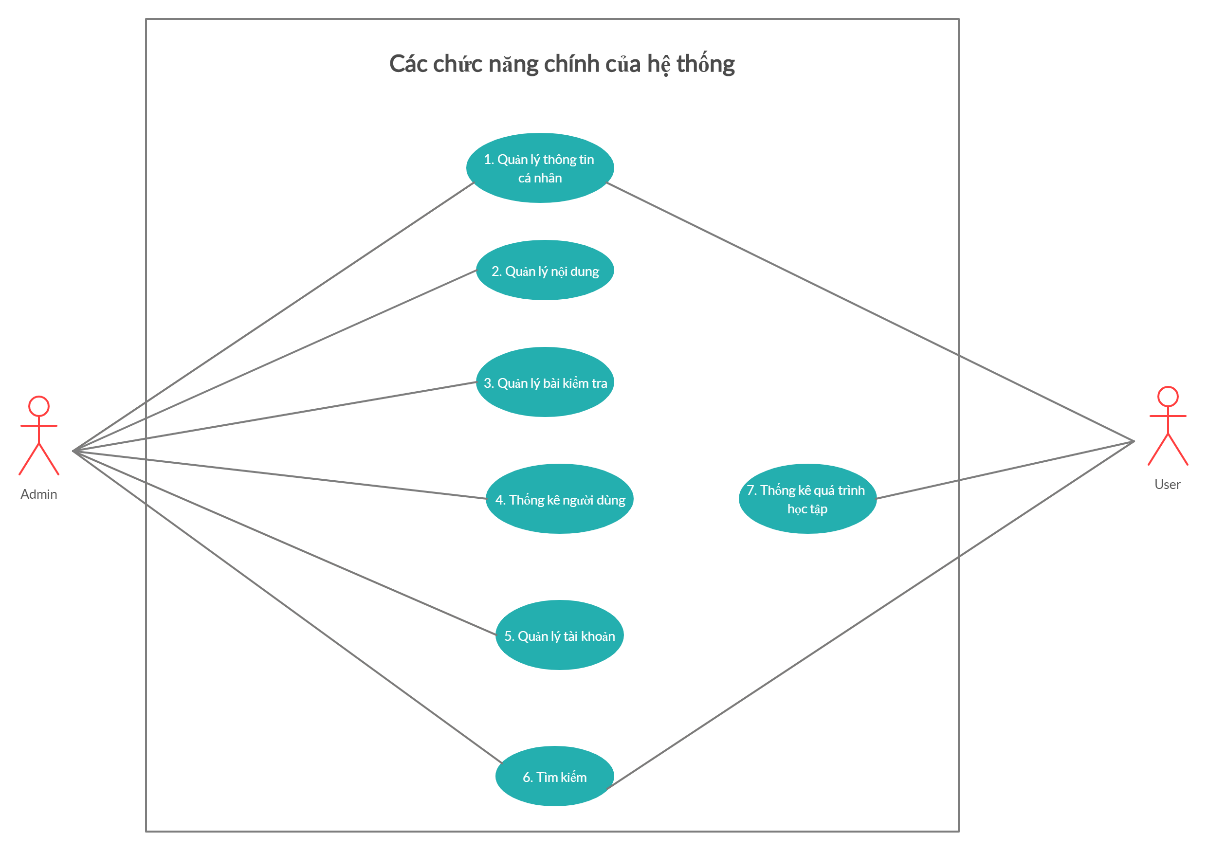 Các chức năng chính của hệ thống
1. Quản lý thông tin
cá nhân
2. Quản lý nội dung
3. Quản lý bài kiểm tra
4. Thống kê người dùng
7. Thống kê quá trình
học tập
5. Quản lý tài khoản
6. Tìm kiếm
Admin
User